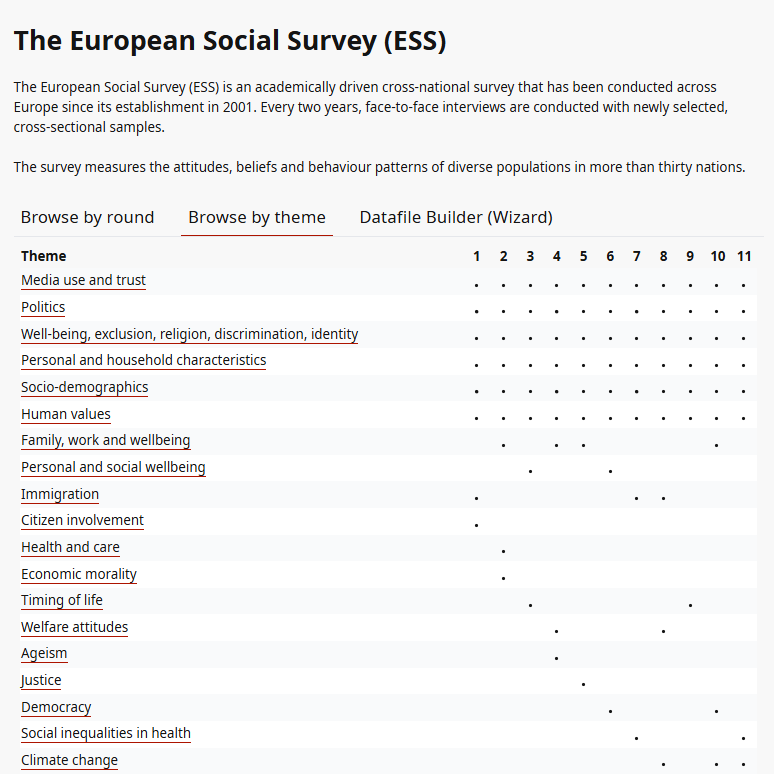 The European Social Survey (ESS)
The European Social Survey (ESS) is an academically driven cross-national survey that has been conducted across
Europe since its establishment in 2001. Every two years, face-to-face interviews are conducted with newly selected,
cross-sectional samples.
The survey measures the attitudes, beliefs and behaviour patterns of diverse populations in more than thirty nations.
Browse by round Browse by theme Datafile Builder (Wizard)
Theme 1 2 3 4 5 6 7 8 9 10 11
Media use and trust • • • • • • • • • • •
Politics • • • • • • • • • • •
Well-being, exclusion, religion, discrimination, identity • • • • • • • • • • •
Personal and household characteristics • • • • • • • • • • •
Socio-demographics • • • • • • • • • • •
Human values • • • • • • • • • • •
Family, work and wellbeing • • • •
Personal and social wellbeing • •
Immigration • • •
Citizen involvement •
Health and care •
Economic morality •
Timing of life • •
Welfare attitudes • •
Ageism •
Justice •
Democracy • •
Social inequalities in health • •
Climate change • • •